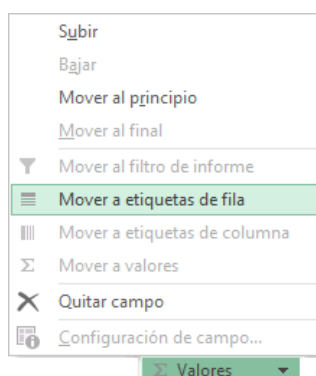 Subir
Bajar
Mover al principio
Mover al final
Mover al filtro de informe
Mover a etiquetas de fila
Mover a etiquetas de columna
Σ Mover a valores
Quitar campo
Configuración de campo...
Σ Valores